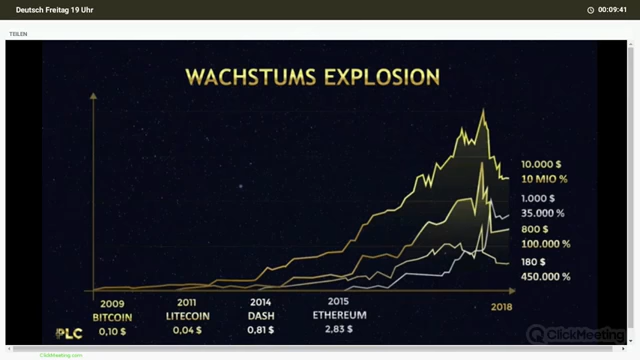 Deutsch Freitag 19 Uhr
00:09:41
TEILEN
WACHSTUMS EXPLOSION
10.000 $
10 MIO %
1.000 $
35.000 %
800 $
100.000 %
180 $
450.000 %
2009
BITCOIN
0,10 $
2011
LITECOIN
0,04 $
2014
DASH
0,81 $
2015
ETHEREUM
2,83 $
2018
PLC
ClickMeeting
ClickMeeting.com